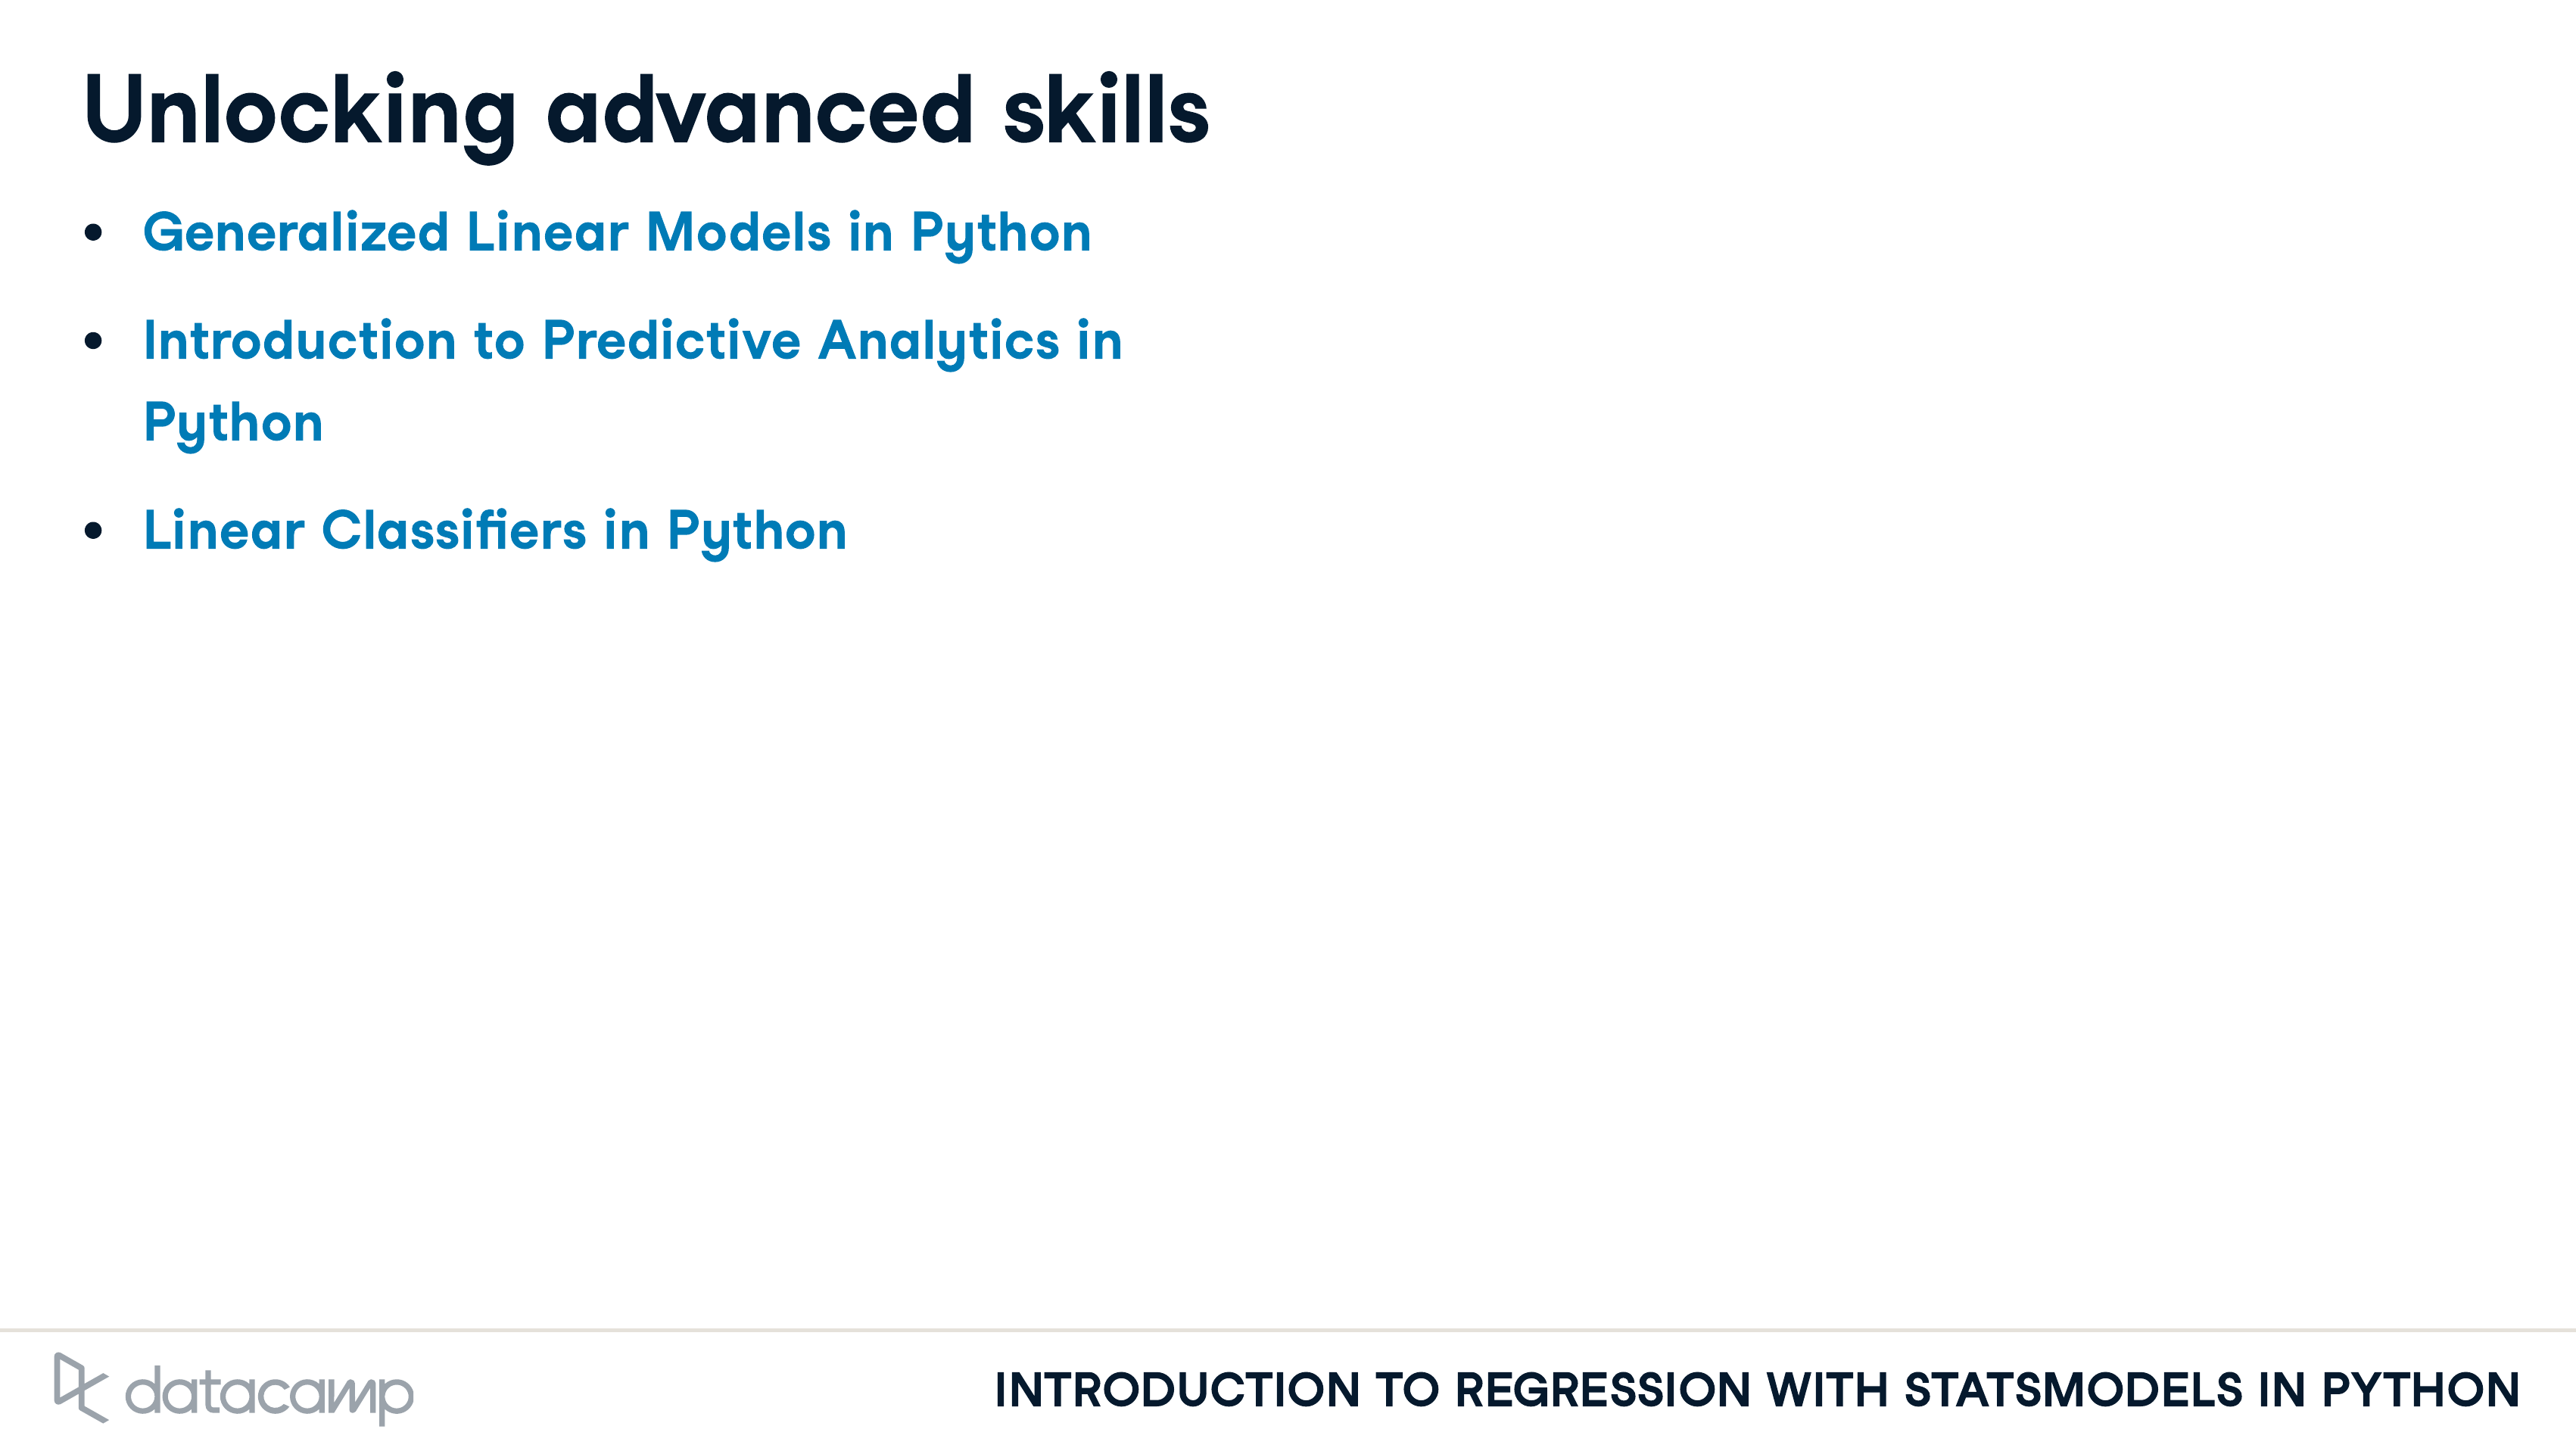 Unlocking advanced skills
• Generalized Linear Models in Python
• Introduction to Predictive Analytics in
Python
• Linear Classifiers in Python
datacamp
INTRODUCTION TO REGRESSION WITH STATSMODELS IN PYTHON